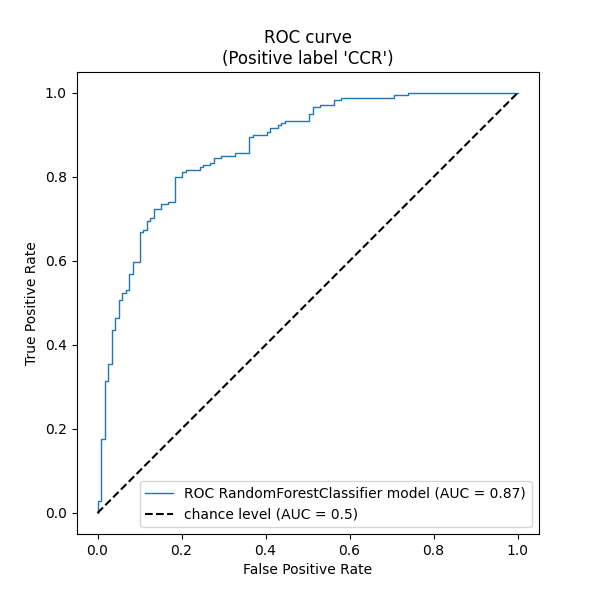 ROC curve
(Positive label 'CCR')
1.0
0.8
0.6
0.4
0.2
0.0
True Positive Rate
ROC RandomForestClassifier model (AUC = 0.87)
chance level (AUC = 0.5)
0.0 0.2 0.4 0.6 0.8 1.0
False Positive Rate